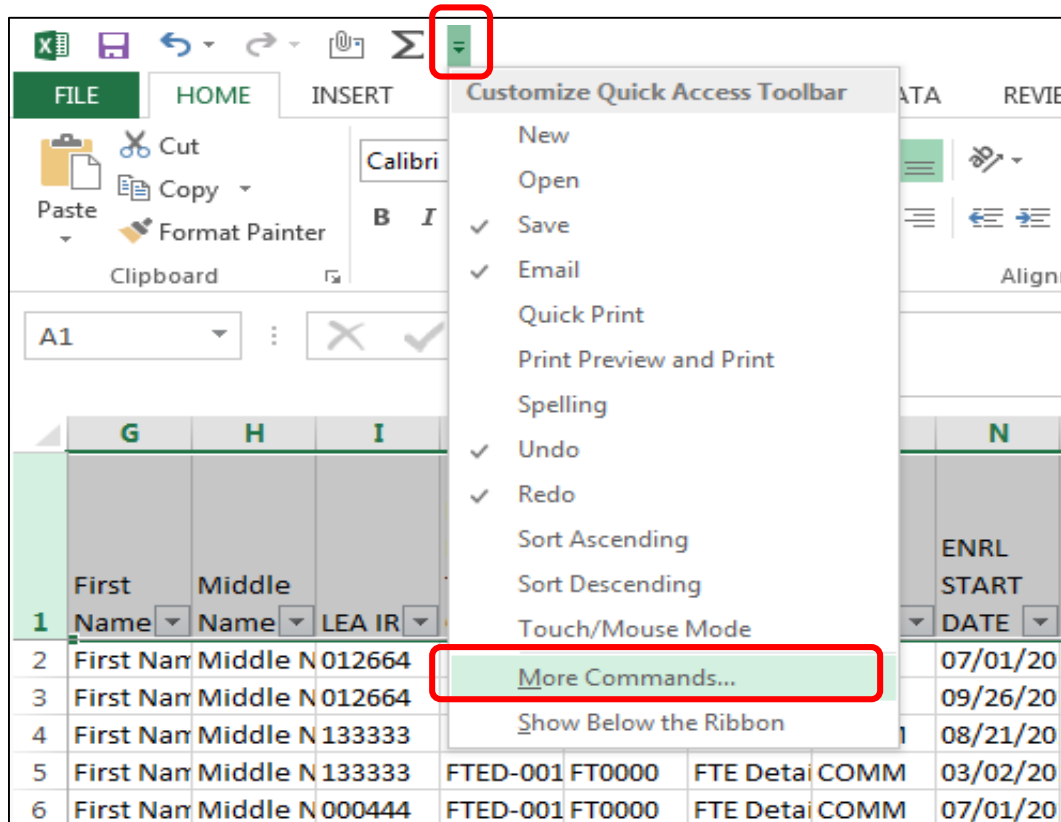 FILE HOME INSERT ATA REVIE
Customize Quick Access Toolbar
New
Open
Save
Email
Quick Print
Print Preview and Print
Spelling
Undo
Redo
Sort Ascending
Sort Descending
Touch/Mouse Mode
More Commands...
Show Below the Ribbon
Paste
Cut
Copy
Format Painter
Clipboard
Calibri
B I
Alignı
A1
G H I N
1 First Name Middle Name LEA IR ENRL START DATE
2 First Nam Middle N 012664 07/01/20
3 First Nam Middle N 012664 09/26/20
4 First Nam Middle N 133333 08/21/20
5 First Nam Middle N 133333 FTED-001 FT0000 FTE Detai COMM 03/02/20
6 First Nam Middle N 000444 FTED-001 FT0000 FTE Detai COMM 07/01/20